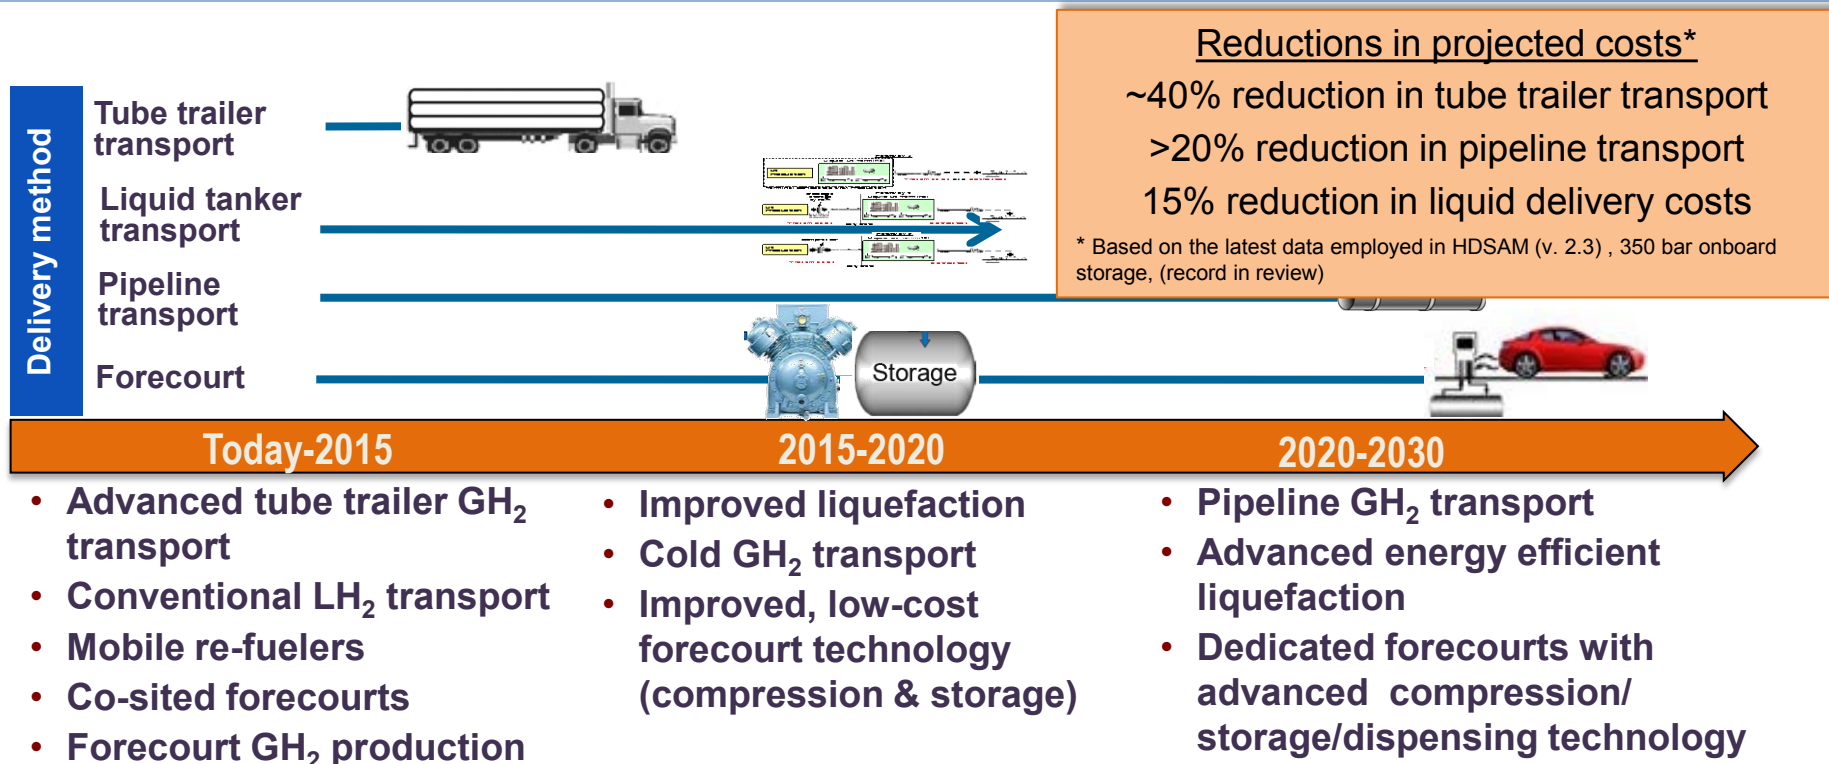 Reductions in projected costs*
~40% reduction in tube trailer transport
>20% reduction in pipeline transport
15% reduction in liquid delivery costs
* Based on the latest data employed in HDSAM (v. 2.3) , 350 bar onboard
storage, (record in review)
Delivery method
Tube trailer
transport
Liquid tanker
transport
Pipeline
transport
Forecourt
Storage
Today-2015
2015-2020
2020-2030
• Advanced tube trailer GH₂
transport
• Conventional LH₂ transport
• Mobile re-fuelers
• Co-sited forecourts
• Forecourt GH₂ production
• Improved liquefaction
• Cold GH₂ transport
• Improved, low-cost
forecourt technology
(compression & storage)
• Pipeline GH₂ transport
• Advanced energy efficient
liquefaction
• Dedicated forecourts with
advanced compression/
storage/dispensing technology